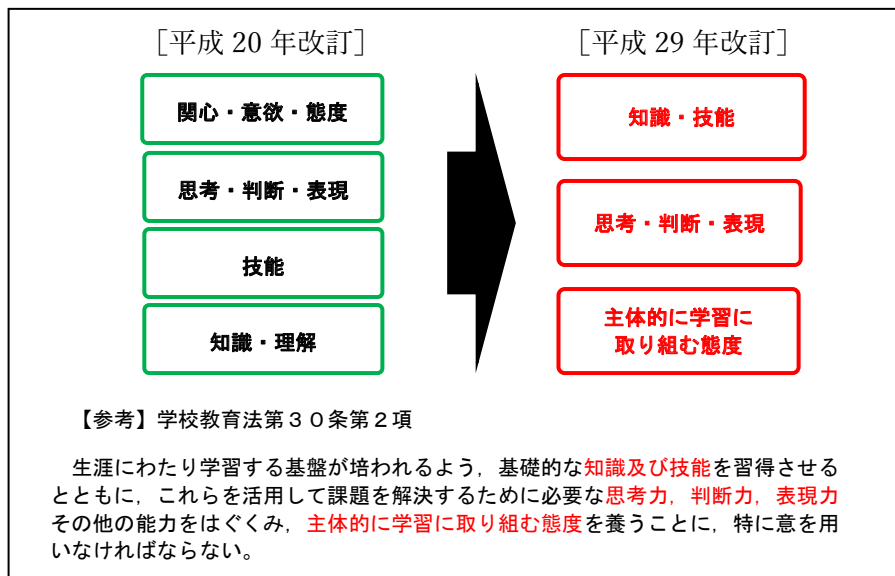 ［平成 20 年改訂］
［平成 29 年改訂］
関心・意欲・態度
思考・判断・表現
技能
知識・理解
知識・技能
思考・判断・表現
主体的に学習に
取り組む態度
【参考】学校教育法第３０条第２項
生涯にわたり学習する基盤が培われるよう，基礎的な知識及び技能を習得させる
とともに，これらを活用して課題を解決するために必要な思考力，判断力，表現力
その他の能力をはぐくみ，主体的に学習に取り組む態度を養うことに，特に意を用
いなければならない。